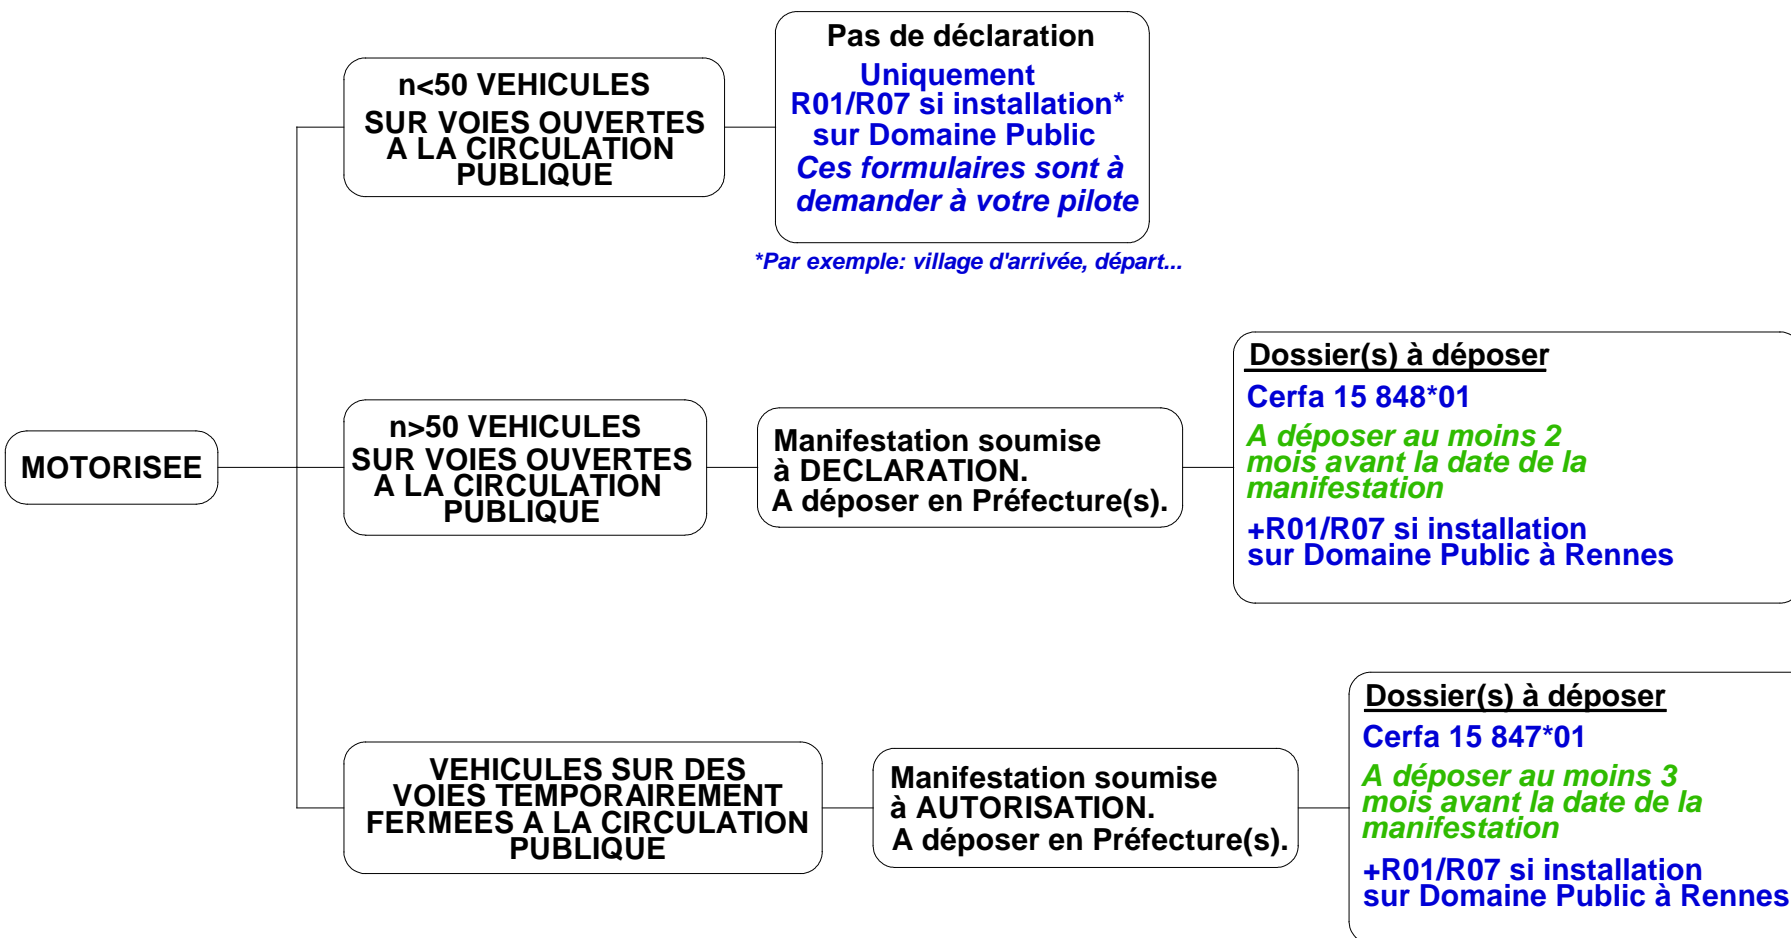 MOTORISEE
n<50 VEHICULES
SUR VOIES OUVERTES
A LA CIRCULATION
PUBLIQUE
Pas de déclaration
Uniquement
R01/R07 si installation*
sur Domaine Public
Ces formulaires sont à
demander à votre pilote
*Par exemple: village d'arrivée, départ...
n>50 VEHICULES
SUR VOIES OUVERTES
A LA CIRCULATION
PUBLIQUE
Manifestation soumise
à DECLARATION.
A déposer en Préfecture(s).
Dossier(s) à déposer
Cerfa 15 848*01
A déposer au moins 2
mois avant la date de la
manifestation
+R01/R07 si installation
sur Domaine Public à Rennes
VEHICULES SUR DES
VOIES TEMPORAIREMENT
FERMEES A LA CIRCULATION
PUBLIQUE
Manifestation soumise
à AUTORISATION.
A déposer en Préfecture(s).
Dossier(s) à déposer
Cerfa 15 847*01
A déposer au moins 3
mois avant la date de la
manifestation
+R01/R07 si installation
sur Domaine Public à Rennes